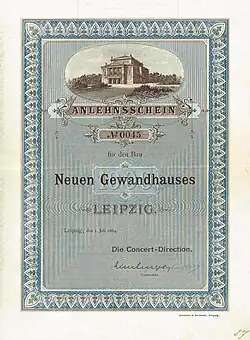 ANLEHNSSCHEIN
№ 0045
für den Bau
des
Neuen Gewandhauses
zu
LEIPZIG.
Leipzig, den 1. Juli 1884.
Die Concert-Direction.